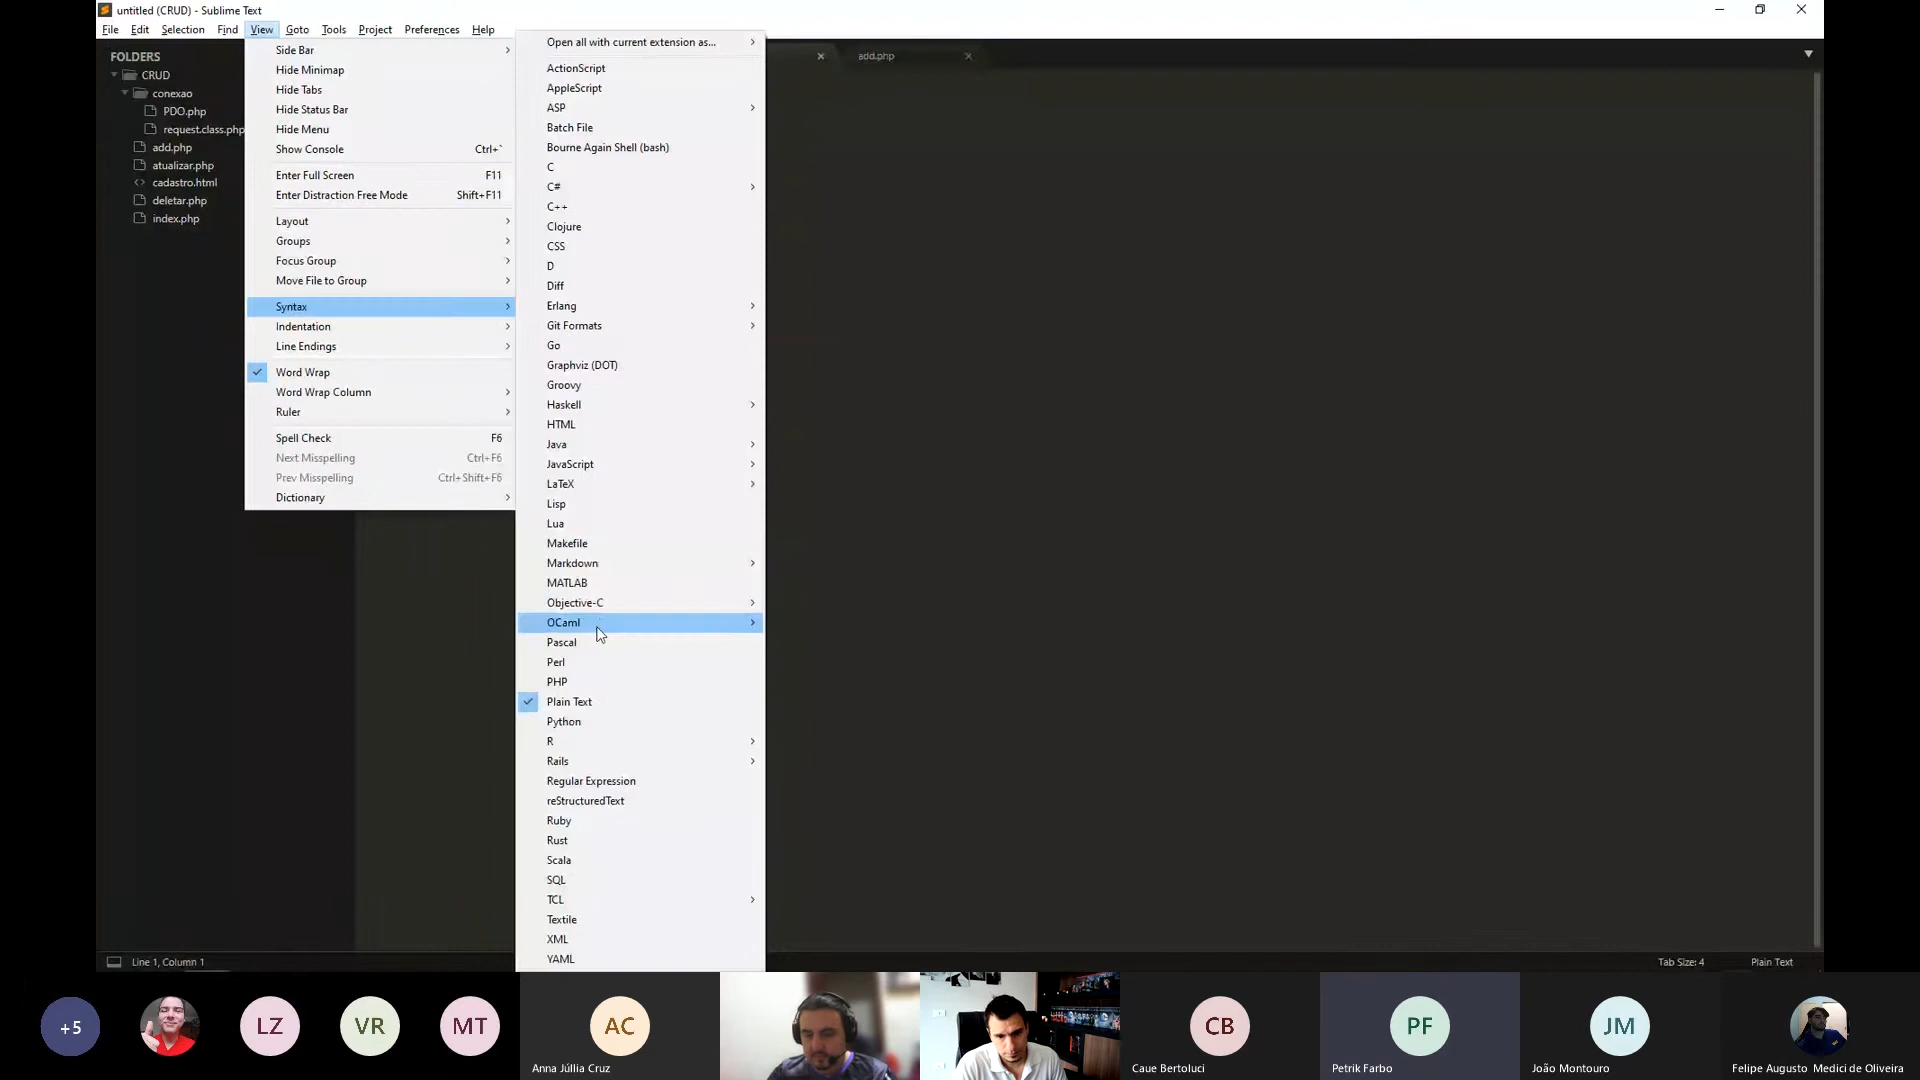 untitled (CRUD) - Sublime Text
File Edit Selection Find View Goto Tools Project Preferences Help
FOLDERS
CRUD
conexao
PDO.php
request.class.php
add.php
atualizar.php
cadastro.html
deletar.php
index.php
Side Bar
Hide Minimap
Hide Tabs
Hide Status Bar
Hide Menu
Show Console Ctrl+`
Enter Full Screen F11
Enter Distraction Free Mode Shift+F11
Layout
Groups
Focus Group
Move File to Group
Syntax
Indentation
Line Endings
Word Wrap
Word Wrap Column
Ruler
Spell Check F6
Next Misspelling Ctrl+F6
Prev Misspelling Ctrl+Shift+F6
Dictionary
Open all with current extension as...
ActionScript
AppleScript
ASP
Batch File
Bourne Again Shell (bash)
C
C#
C++
Clojure
CSS
D
Diff
Erlang
Git Formats
Go
Graphviz (DOT)
Groovy
Haskell
HTML
Java
JavaScript
LaTeX
Lisp
Lua
Makefile
Markdown
MATLAB
Objective-C
OCaml
Pascal
Perl
PHP
Plain Text
Python
R
Rails
Regular Expression
reStructuredText
Ruby
Rust
Scala
SQL
TCL
Textile
XML
YAML
add.php
Line 1, Column 1
Tab Size: 4 Plain Text
+5
LZ
VR
MT
AC
Anna Júllia Cruz
CB
Caue Bertoluci
PF
Petrik Farbo
JM
João Montouro
Felipe Augusto Medici de Oliveira